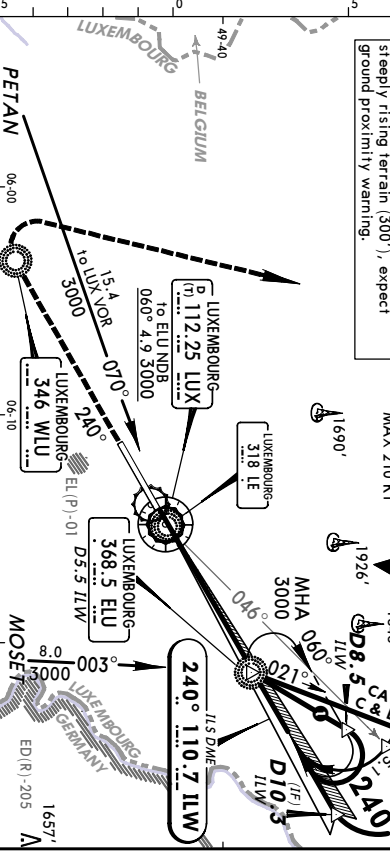 5
0
5
LUXEMBOURG
49-40
BELGIUM
steeply rising terrain (300'), expect
ground proximity warning.
PETAN
06-00
15.4
to LUX VOR
3000
070°
LUXEMBOURG
D
(T) 112.25 LUX
to ELU NDB
060° 4.9 3000
LUXEMBOURG
346 WLU
240°
06-10
EL(P)-01
LUXEMBOURG
318 LE
1690'
MAX 210 KT
1926'
LUXEMBOURG
368.5 ELU
D5.5 ILW
046°
MHA
3000
060°
021°
D8.5
ILW
ILS DME
240° 110.7 ILW
(IF)
D10.3
ILW
240
MOSET
8.0
3000
003°
LUXEMBOURG
GERMANY
ED(R)-205
1657'